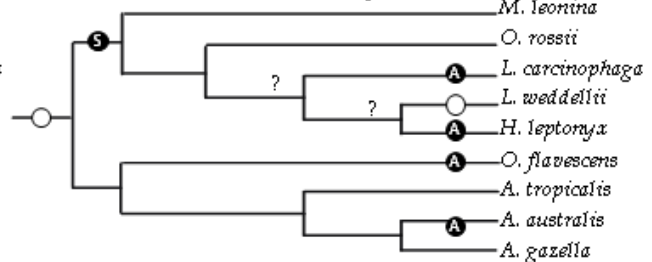 M. leonina
S
O. rossii
? A L. carcinophaga
? L. weddellii
A H. leptonyx
A O. flavescens
A. tropicalis
A A. australis
A. gazella